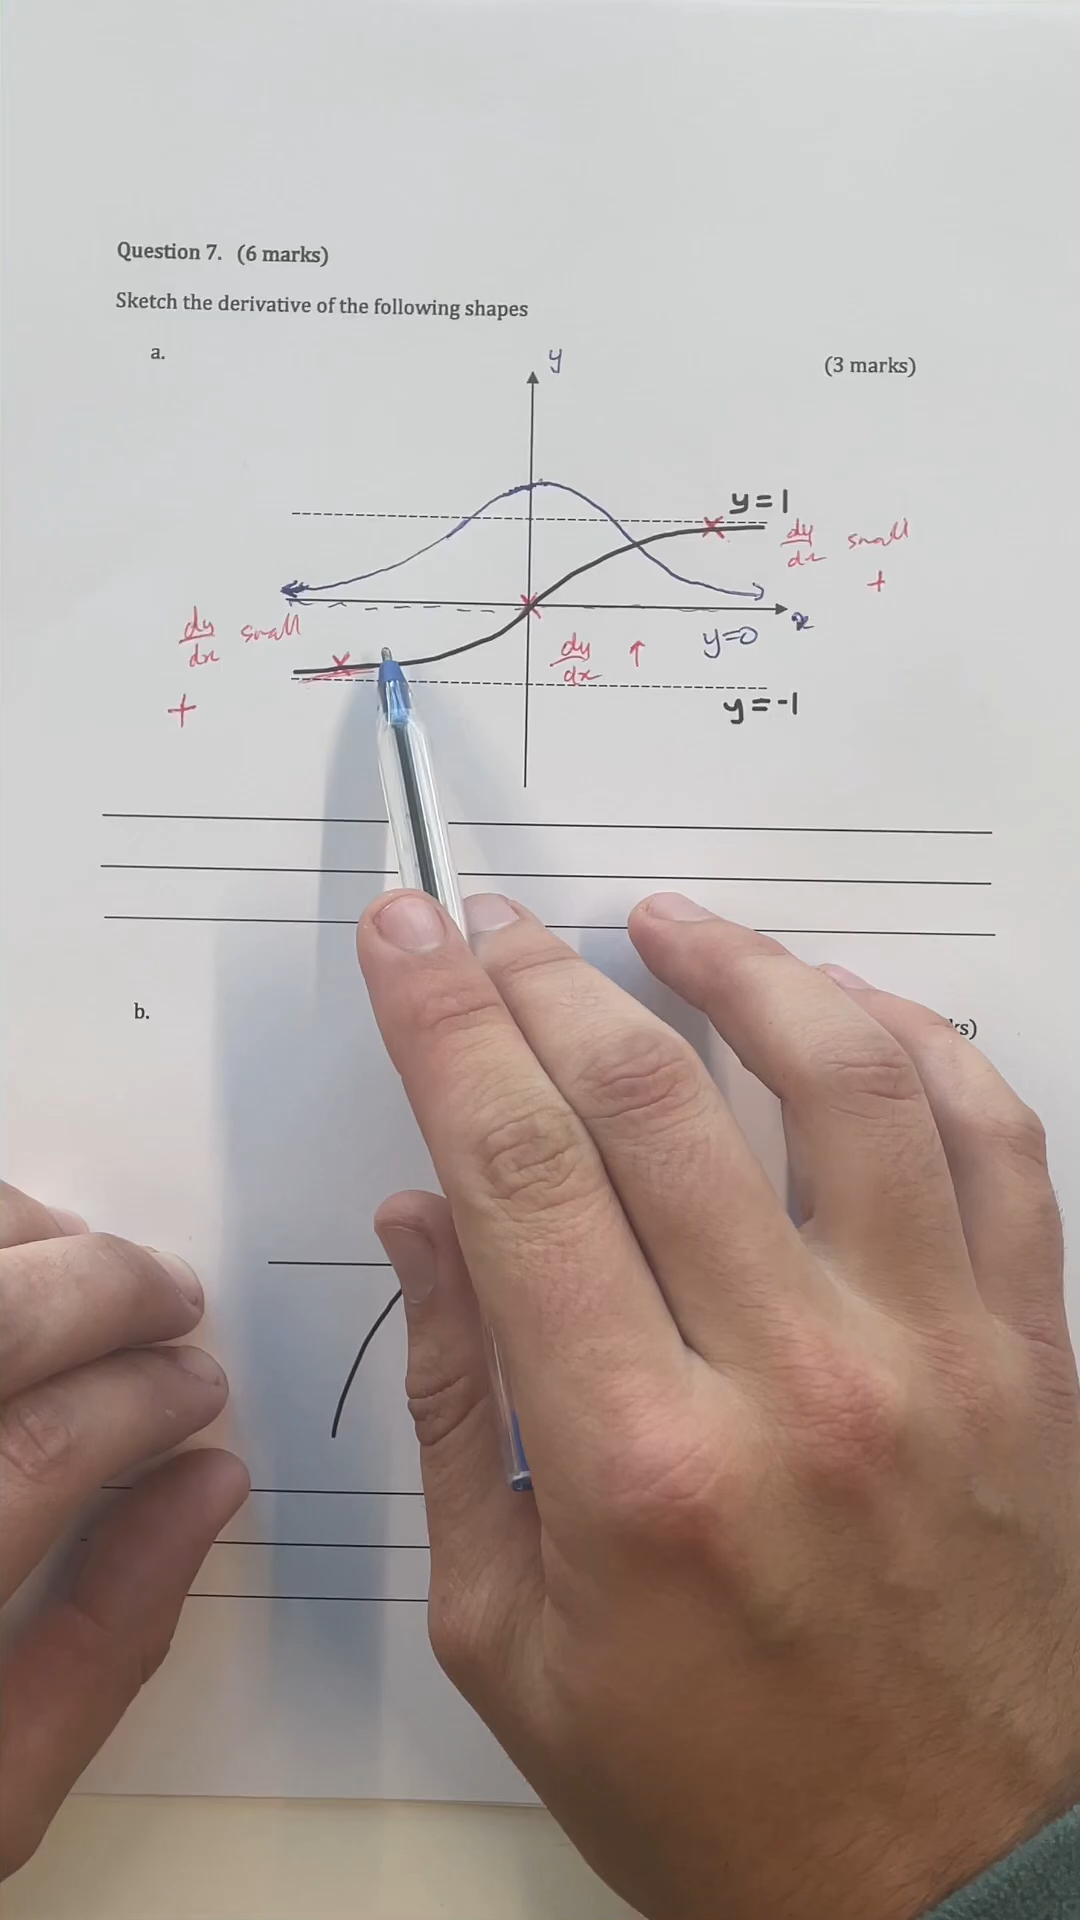 Question 7. (6 marks)
Sketch the derivative of the following shapes
a.
(3 marks)
y
y=1
dy/dx small
+
x
y=0
dy/dx small
+
dy/dx ↑
y=-1
b.